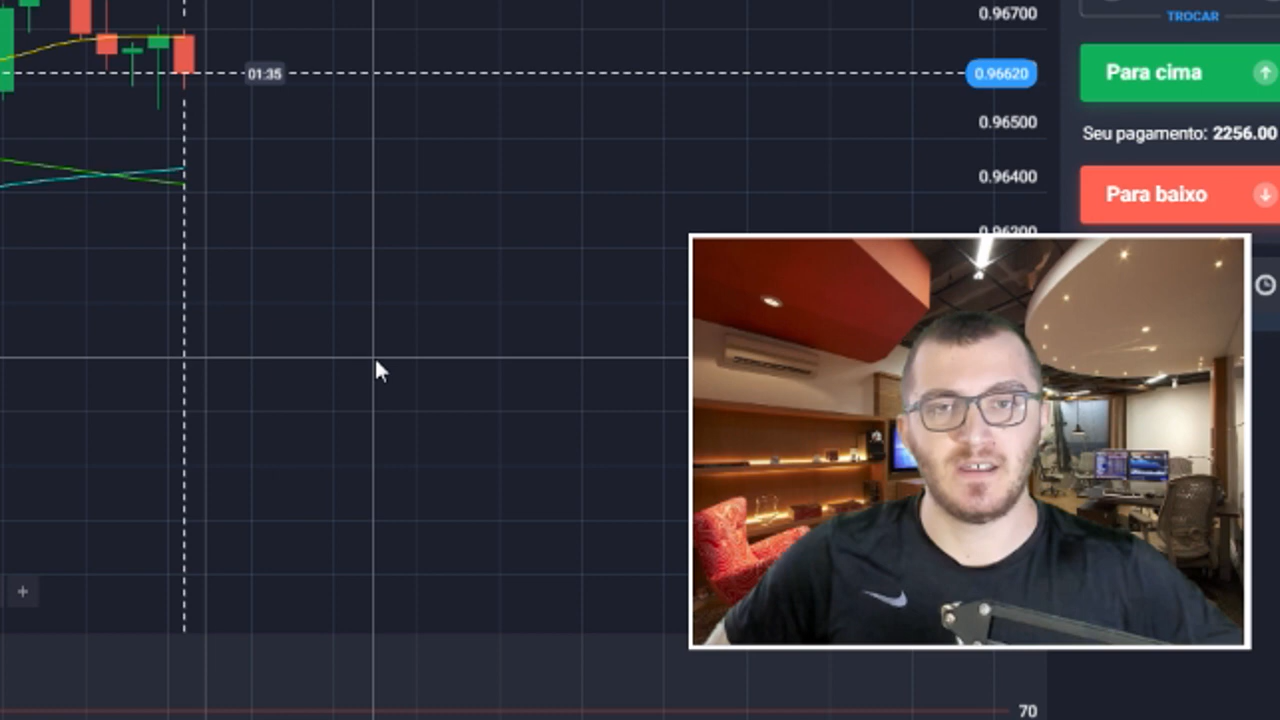 0.96700
TROCAR
Para cima
01:35
0.96620
0.96500
Seu pagamento: 2256.00
0.96400
Para baixo
70